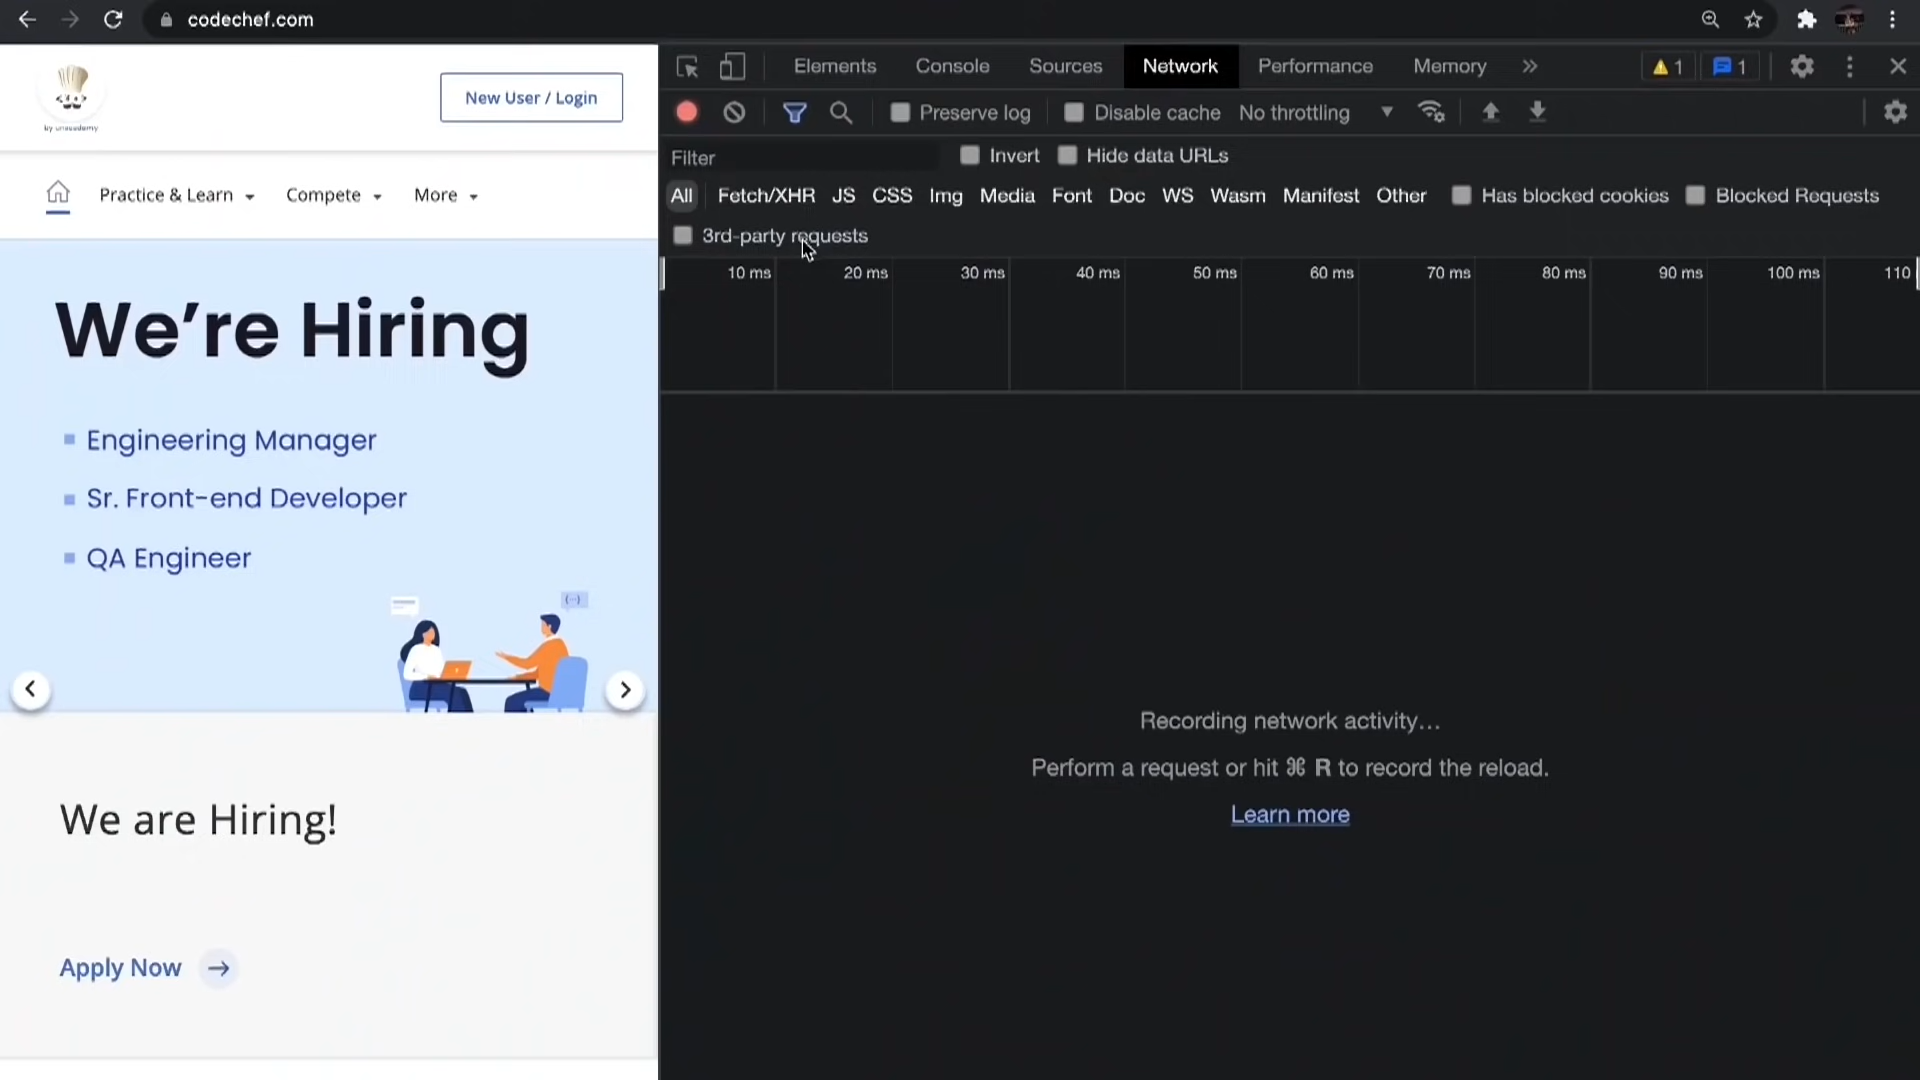 codechef.com
by unacademy
New User / Login
Practice & Learn
Compete
More
We’re Hiring
Engineering Manager
Sr. Front-end Developer
QA Engineer
We are Hiring!
Apply Now
Elements Console Sources Network Performance Memory 1 1
Preserve log Disable cache No throttling
Filter Invert Hide data URLs
All Fetch/XHR JS CSS Img Media Font Doc WS Wasm Manifest Other Has blocked cookies Blocked Requests
3rd-party requests
10 ms 20 ms 30 ms 40 ms 50 ms 60 ms 70 ms 80 ms 90 ms 100 ms 110
Recording network activity…
Perform a request or hit ⌘ R to record the reload.
Learn more